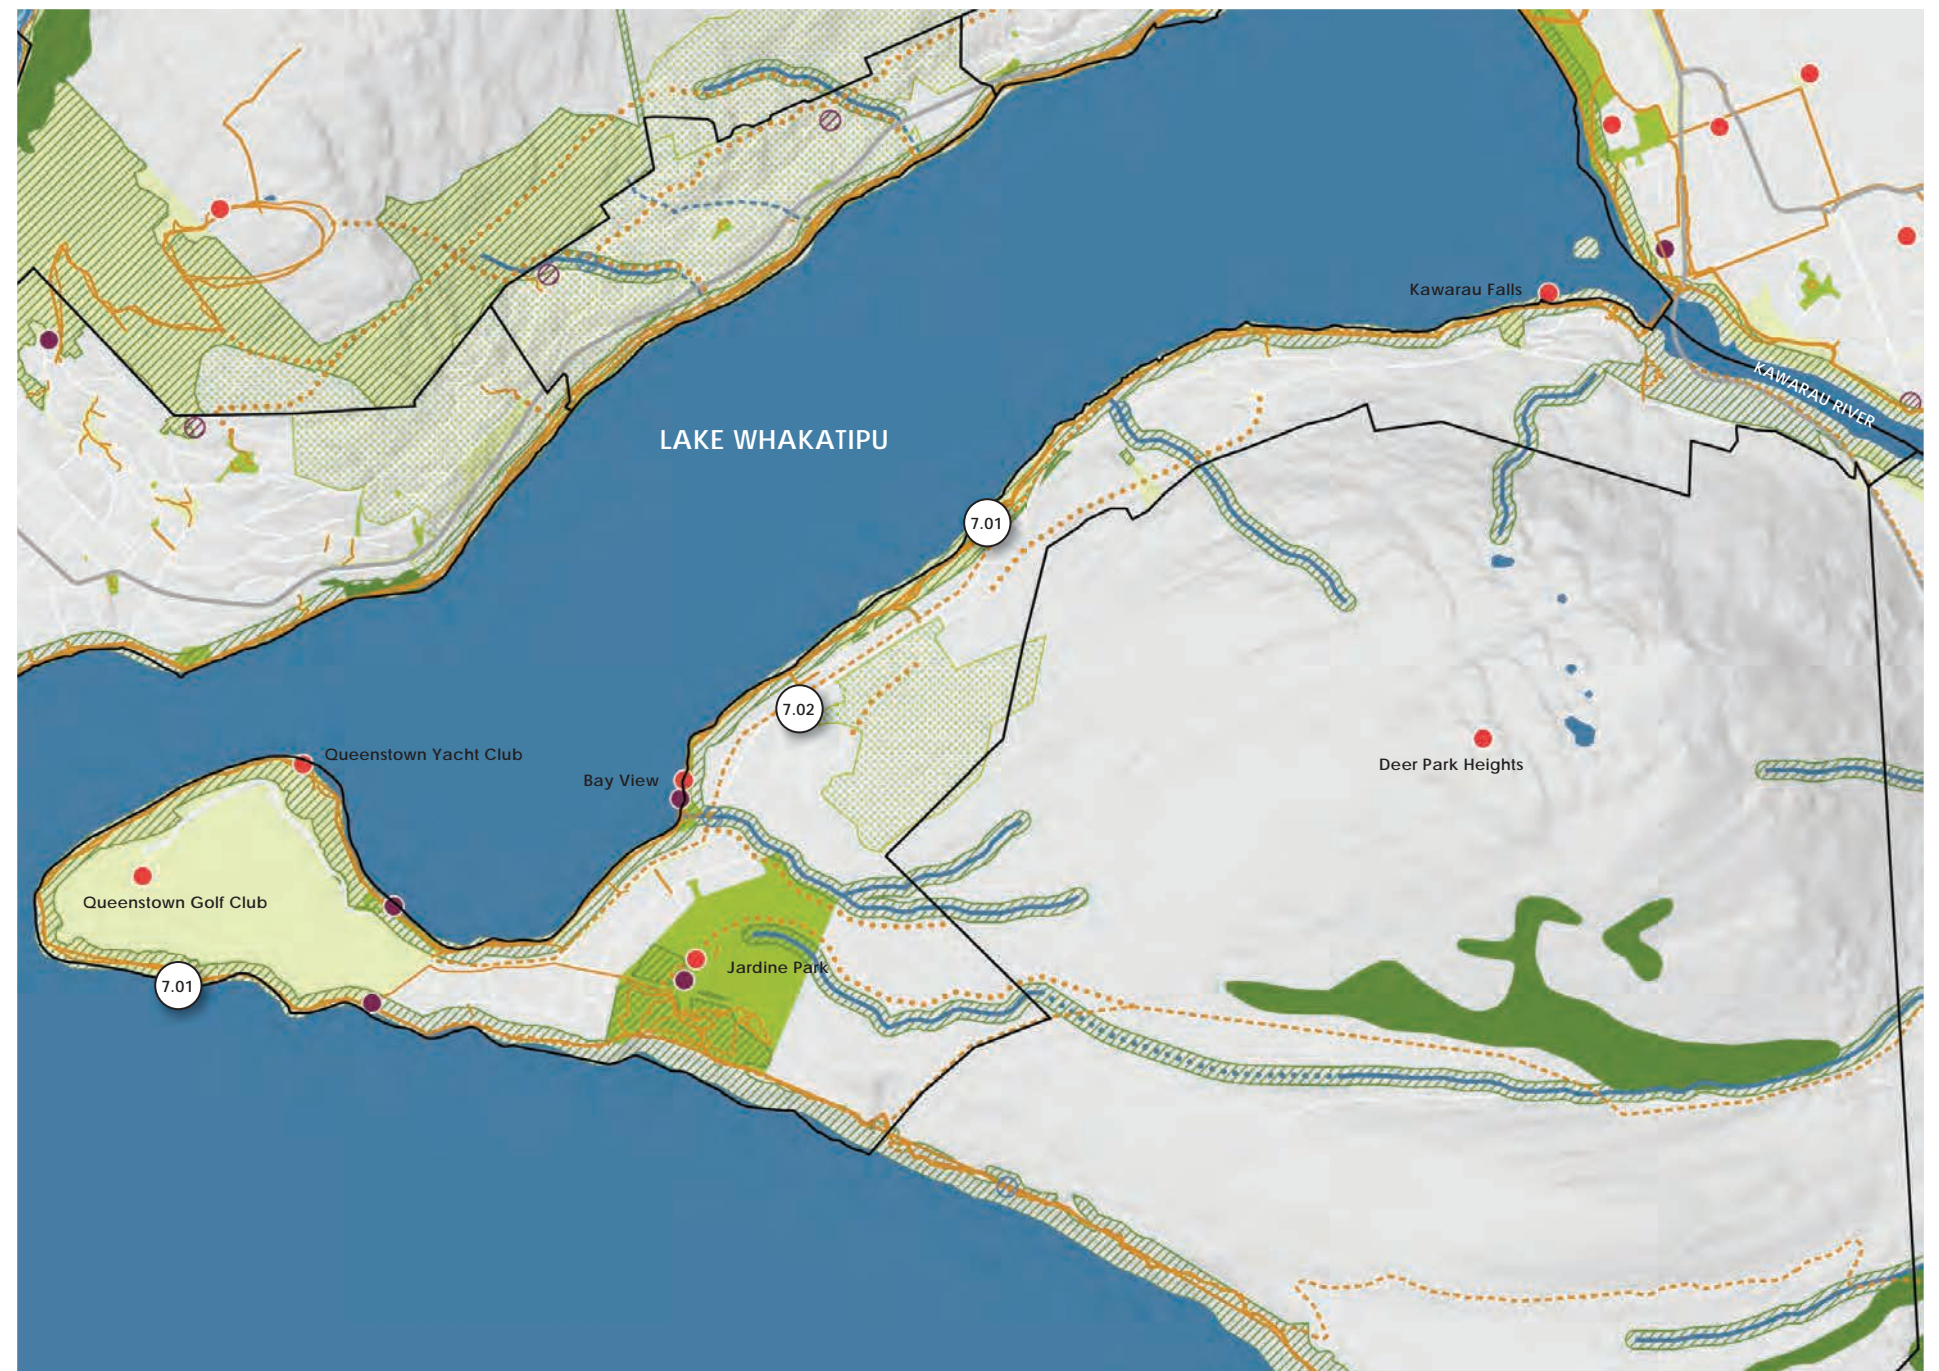 Kawarau Falls
KAWARAU RIVER
LAKE WHAKATIPU
7.01
7.02
Queenstown Yacht Club
Bay View
Deer Park Heights
Queenstown Golf Club
Jardine Park
7.01